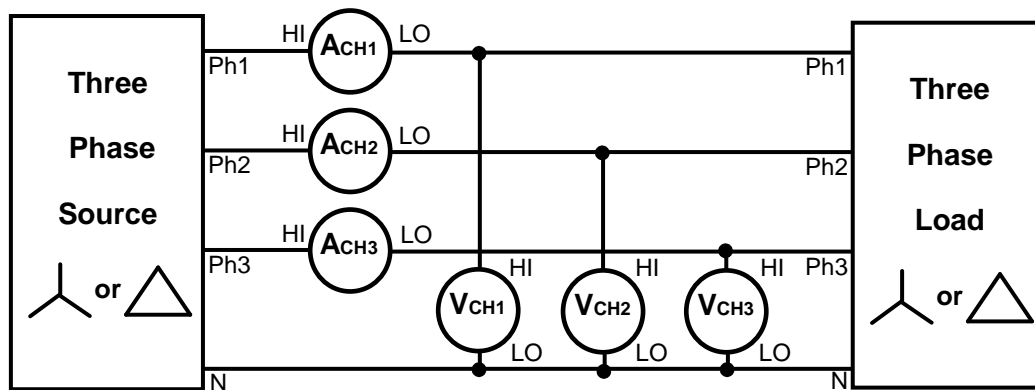 HI ACH1 LO
Ph1 Ph1
Three Three
HI ACH2 LO
Phase Phase
Ph2 Ph2
Source Load
HI ACH3 LO
Ph3 HI HI HI Ph3
or or
VCH1 VCH2 VCH3
LO LO LO
N N